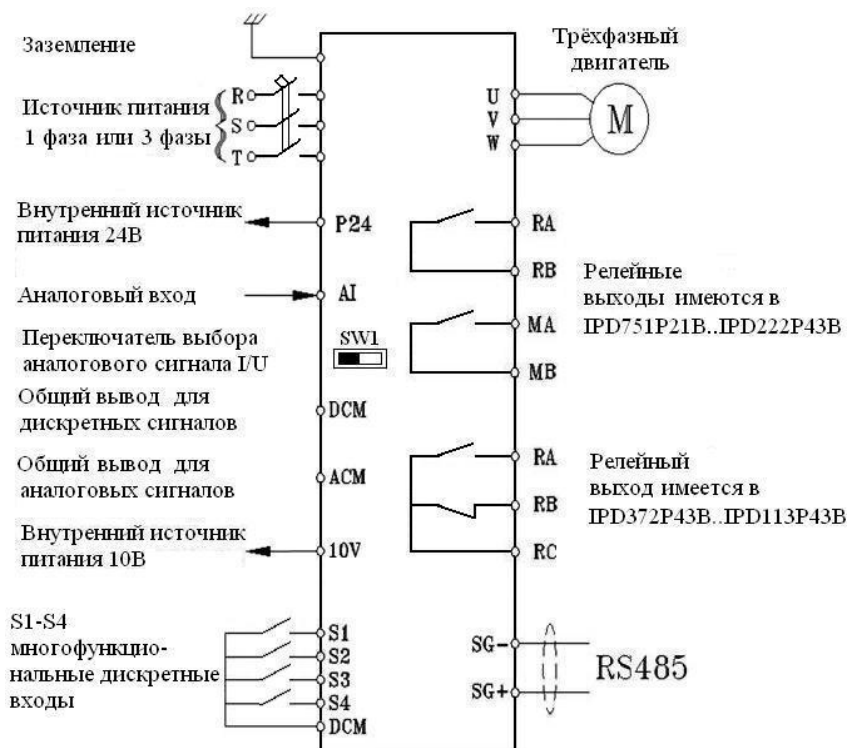 Заземление
Источник питания
1 фаза или 3 фазы
R
S
T
Внутренний источник
питания 24В
P24
Аналоговый вход
AI
Переключатель выбора
аналогового сигнала I/U
SW1
Общий вывод для
дискретных сигналов
DCM
Общий вывод для
аналоговых сигналов
ACM
Внутренний источник
питания 10В
10V
S1-S4
многофункцио-
нальные дискретные
входы
S1
S2
S3
S4
DCM
Трёхфазный
двигатель
U
V
W
M
RA
RB
MA
MB
Релейные
выходы имеются в
IPD751P21B..IPD222P43B
RA
RB
RC
Релейный
выход имеется в
IPD372P43B..IPD113P43B
SG-
SG+
RS485